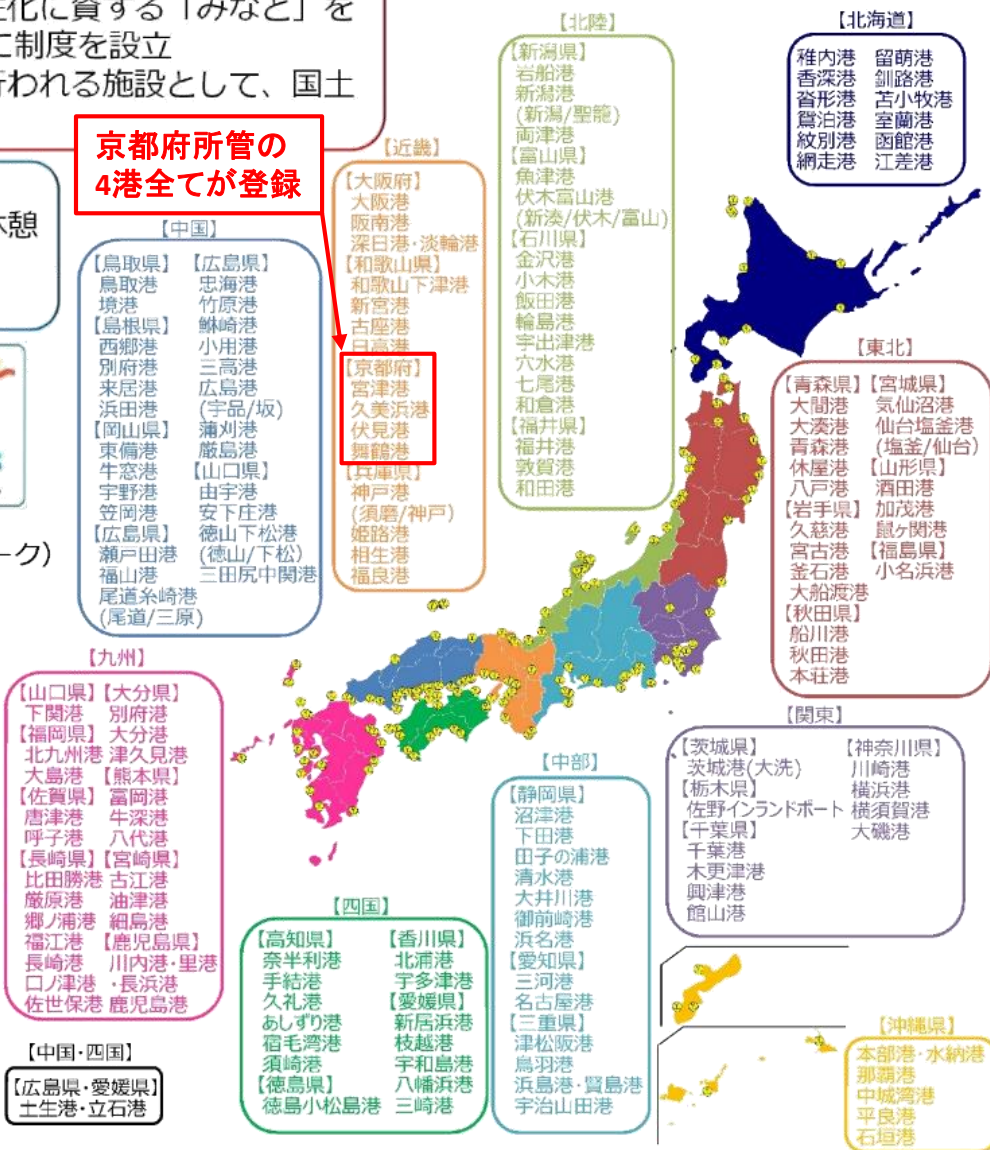 性化に資する「みなと」を
に制度を設立
行われる施設として、国土
京都府所管の
4港全てが登録
休憩
ーク）
【北海道】
稚内港 留萌港
香深港 釧路港
沓形港 苫小牧港
鴛泊港 室蘭港
紋別港 函館港
網走港 江差港
【北陸】
【新潟県】
岩船港
新潟港
(新潟/聖籠)
両津港
【富山県】
魚津港
伏木富山港
(新湊/伏木/富山)
【石川県】
金沢港
小木港
飯田港
輪島港
宇出津港
穴水港
七尾港
和倉港
【福井県】
福井港
敦賀港
和田港
【近畿】
【大阪府】
大阪港
阪南港
深日港・淡輪港
【和歌山県】
和歌山下津港
新宮港
古座港
日高港
【京都府】
宮津港
久美浜港
伏見港
舞鶴港
【兵庫県】
神戸港
(須磨/神戸)
姫路港
相生港
福良港
【中国】
【鳥取県】
鳥取港
境港
【島根県】
西郷港
別府港
来居港
浜田港
【岡山県】
東備港
牛窓港
宇野港
笠岡港
【広島県】
瀬戸田港
福山港
尾道糸崎港
(尾道/三原)
【広島県】
忠海港
竹原港
鮴崎港
小用港
三高港
広島港
(宇品/坂)
蒲刈港
厳島港
【山口県】
由宇港
安下庄港
徳山下松港
(徳山/下松)
三田尻中関港
【東北】
【青森県】
大間港
大湊港
青森港
休屋港
八戸港
【岩手県】
久慈港
宮古港
釜石港
大船渡港
【秋田県】
船川港
秋田港
本荘港
【宮城県】
気仙沼港
仙台塩釜港
(塩釜/仙台)
【山形県】
酒田港
加茂港
鼠ヶ関港
【福島県】
小名浜港
【九州】
【山口県】
下関港
【福岡県】
北九州港
大島港
【佐賀県】
唐津港
呼子港
【長崎県】
比田勝港
厳原港
郷ノ浦港
福江港
長崎港
口ノ津港
佐世保港
【大分県】
別府港
大分港
津久見港
【熊本県】
富岡港
牛深港
八代港
【宮崎県】
古江港
油津港
細島港
【鹿児島県】
川内港・里港
・長浜港
鹿児島港
【関東】
【茨城県】
茨城港(大洗)
【栃木県】
佐野インランドポート
【千葉県】
千葉港
木更津港
興津港
館山港
【神奈川県】
川崎港
横浜港
横須賀港
大磯港
【中部】
【静岡県】
沼津港
下田港
田子の浦港
清水港
大井川港
御前崎港
浜名港
【愛知県】
三河港
名古屋港
【三重県】
津松阪港
鳥羽港
浜島港・賢島港
宇治山田港
【四国】
【高知県】
奈半利港
手結港
久礼港
あしずり港
宿毛湾港
須崎港
【徳島県】
徳島小松島港
【香川県】
北浦港
宇多津港
【愛媛県】
新居浜港
枝越港
宇和島港
八幡浜港
三崎港
【沖縄県】
本部港・水納港
那覇港
中城湾港
平良港
石垣港
【中国・四国】
【広島県・愛媛県】
土生港・立石港